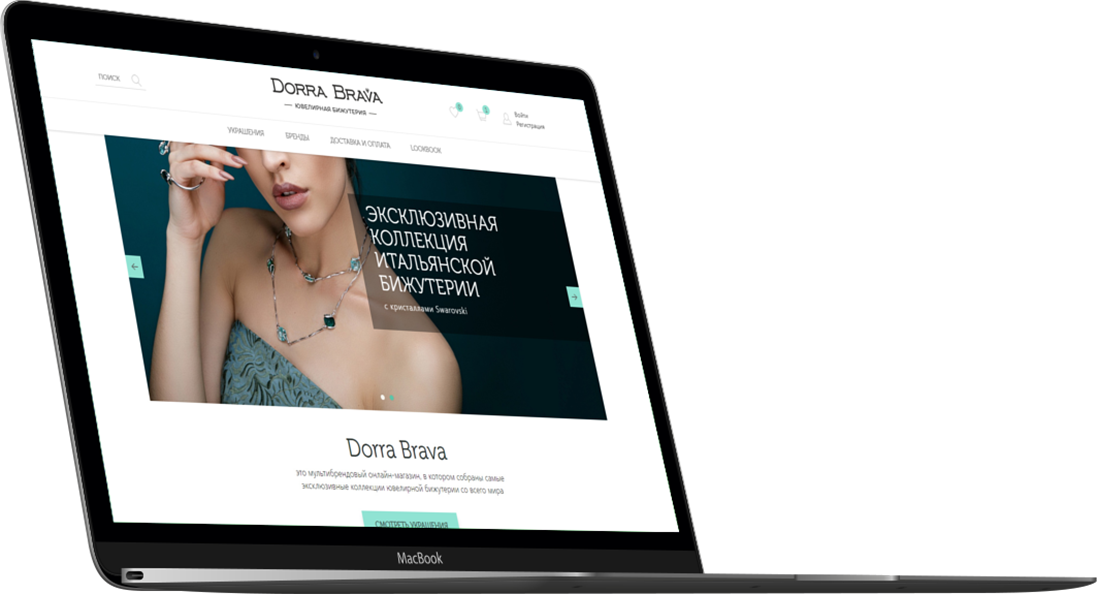 ПОИСК
DORRA BRAVA
ЮВЕЛИРНАЯ БИЖУТЕРИЯ
Войти
Регистрация
УКРАШЕНИЯ
БРЕНДЫ
ДОСТАВКА И ОПЛАТА
LOOKBOOK
ЭКСКЛЮЗИВНАЯ
КОЛЛЕКЦИЯ
ИТАЛЬЯНСКОЙ
БИЖУТЕРИИ
с кристаллами Swarovski
Dorra Brava
это мультибрендовый онлайн-магазин, в котором собраны самые
эксклюзивные коллекции ювелирной бижутерии со всего мира
СМОТРЕТЬ УКРАШЕНИЯ
MacBook